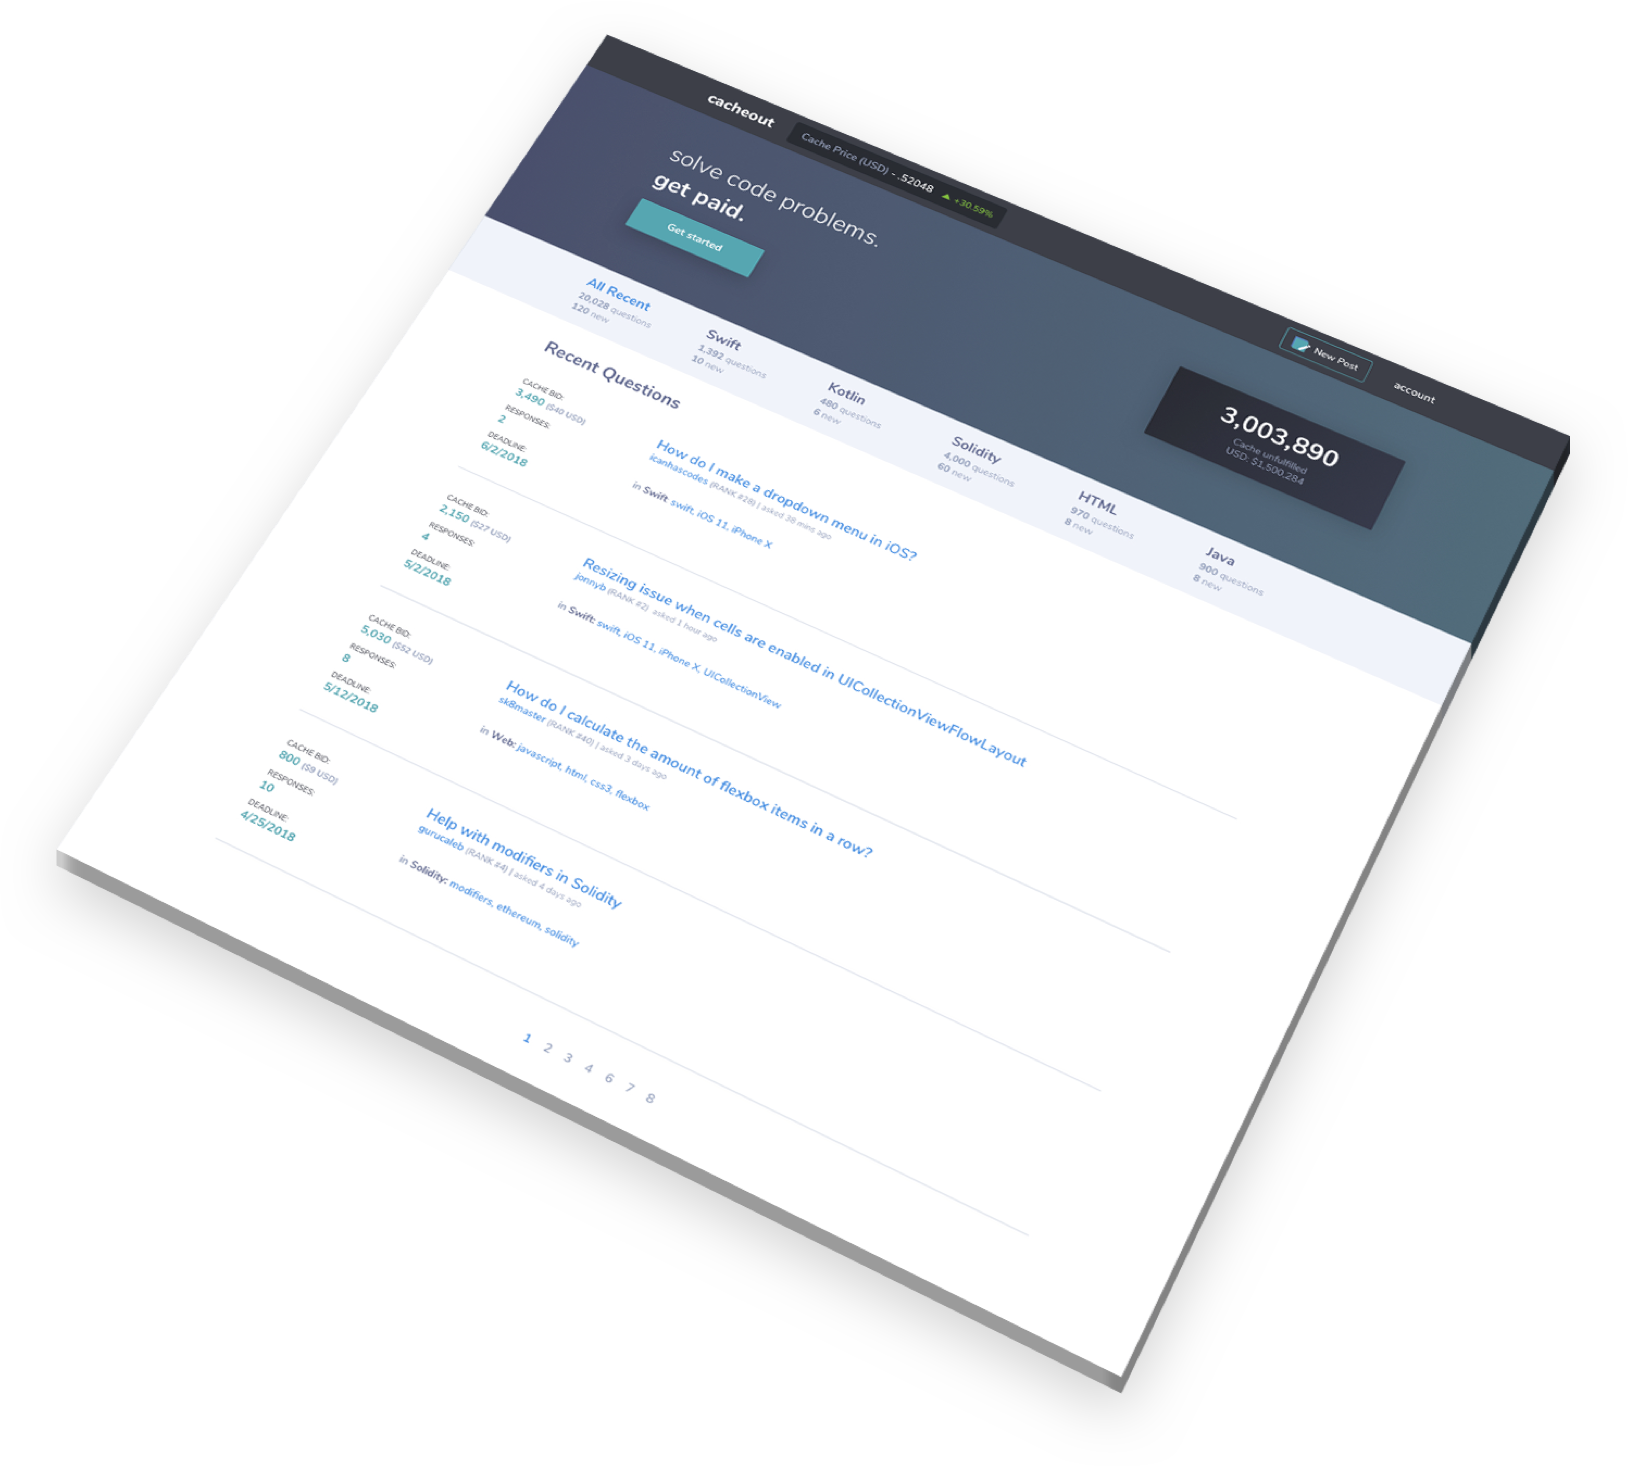 cacheout
Cache Price (USD) - .52048 ▲ +30.59%
New Post
account
solve code problems.
get paid.
Get started
3,003,890
Cache unfulfilled
USD: $1,500,284
All Recent
20,028 questions
120 new
Swift
1,392 questions
10 new
Kotlin
480 questions
6 new
Solidity
4,000 questions
60 new
HTML
970 questions
8 new
Java
900 questions
8 new
Recent Questions
CACHE BID:
3,490 ($40 USD)
RESPONSES:
2
DEADLINE:
6/2/2018
How do I make a dropdown menu in iOS?
icanhascodes (RANK #28) | asked 38 mins ago
in Swift swift, iOS 11, iPhone X
CACHE BID:
2,150 ($27 USD)
RESPONSES:
4
DEADLINE:
5/2/2018
Resizing issue when cells are enabled in UICollectionViewFlowLayout
jonnyb (RANK #2) asked 1 hour ago
in Swift: swift, iOS 11, iPhone X, UICollectionView
CACHE BID:
5,030 ($52 USD)
RESPONSES:
8
DEADLINE:
5/12/2018
How do I calculate the amount of flexbox items in a row?
sk8master (RANK #40) | asked 3 days ago
in Web: javascript, html, css3, flexbox
CACHE BID:
800 ($9 USD)
RESPONSES:
10
DEADLINE:
4/25/2018
Help with modifiers in Solidity
gurucaleb (RANK #4) | asked 4 days ago
in Solidity: modifiers, ethereum, solidity
1 2 3 4 6 7 8